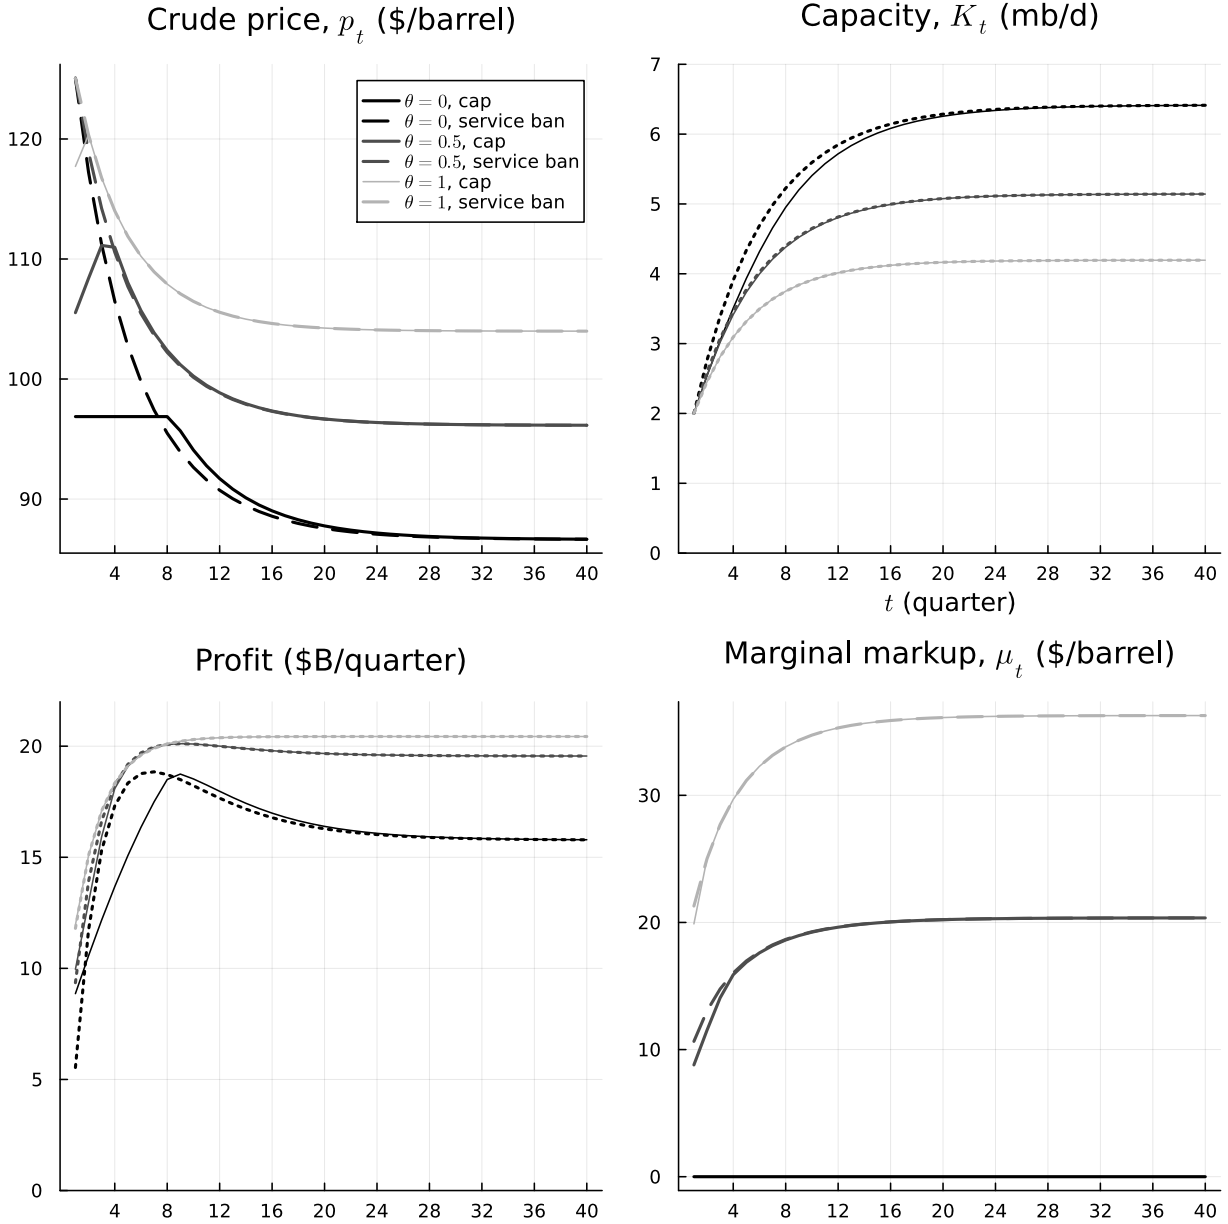 Crude price, p_t ($/barrel)
120
110
100
90
θ = 0, cap
θ = 0, service ban
θ = 0.5, cap
θ = 0.5, service ban
θ = 1, cap
θ = 1, service ban
4 8 12 16 20 24 28 32 36 40
Capacity, K_t (mb/d)
7
6
5
4
3
2
1
0
4 8 12 16 20 24 28 32 36 40
t (quarter)
Profit ($B/quarter)
20
15
10
5
0
4 8 12 16 20 24 28 32 36 40
Marginal markup, μ_t ($/barrel)
30
20
10
0
4 8 12 16 20 24 28 32 36 40